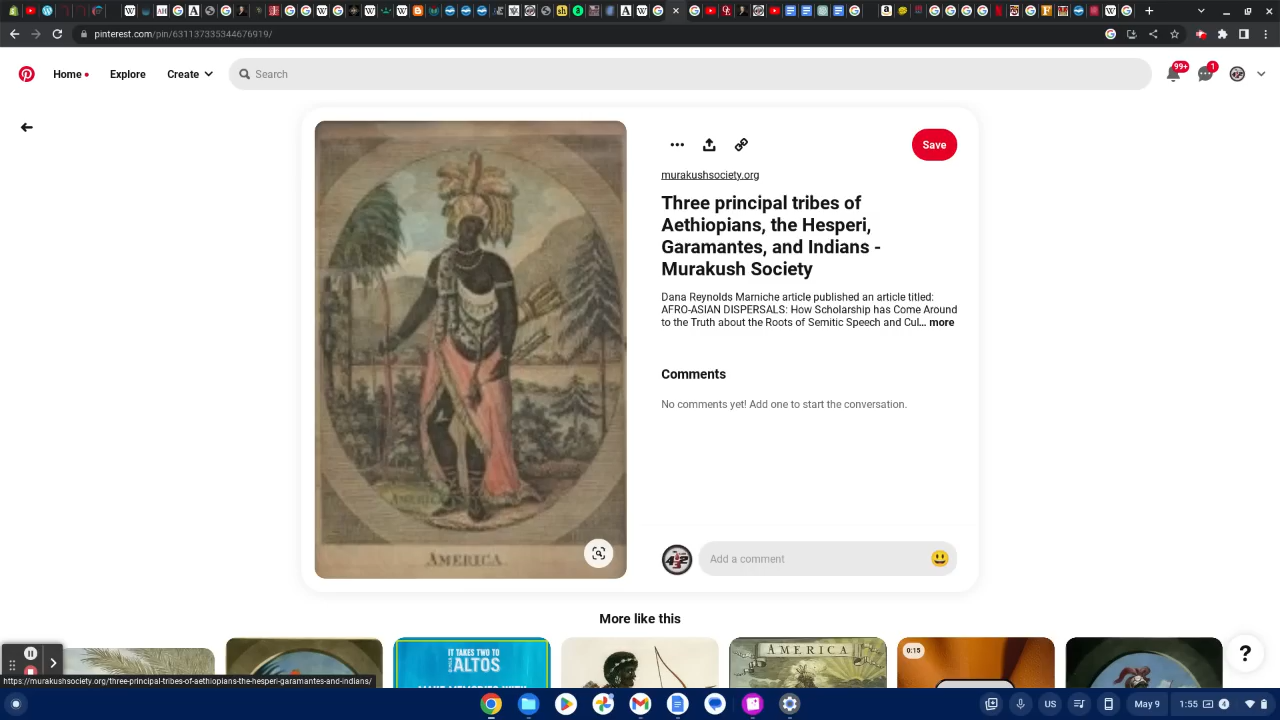 pinterest.com/pin/631137335344676919/
Home
Explore
Create
Search
99+
1
murakushsociety.org
Save
Three principal tribes of
Aethiopians, the Hesperi,
Garamantes, and Indians -
Murakush Society
Dana Reynolds Marniche article published an article titled:
AFRO-ASIAN DISPERSALS: How Scholarship has Come Around
to the Truth about the Roots of Semitic Speech and Cul... more
Comments
No comments yet! Add one to start the conversation.
AMERICA
Add a comment
More like this
IT TAKES TWO TO
ALTOS
AMERICA
0:15
?
https://murakushsociety.org/three-principal-tribes-of-aethiopians-the-hesperi-garamantes-and-indians/
US
May 9
1:55
4